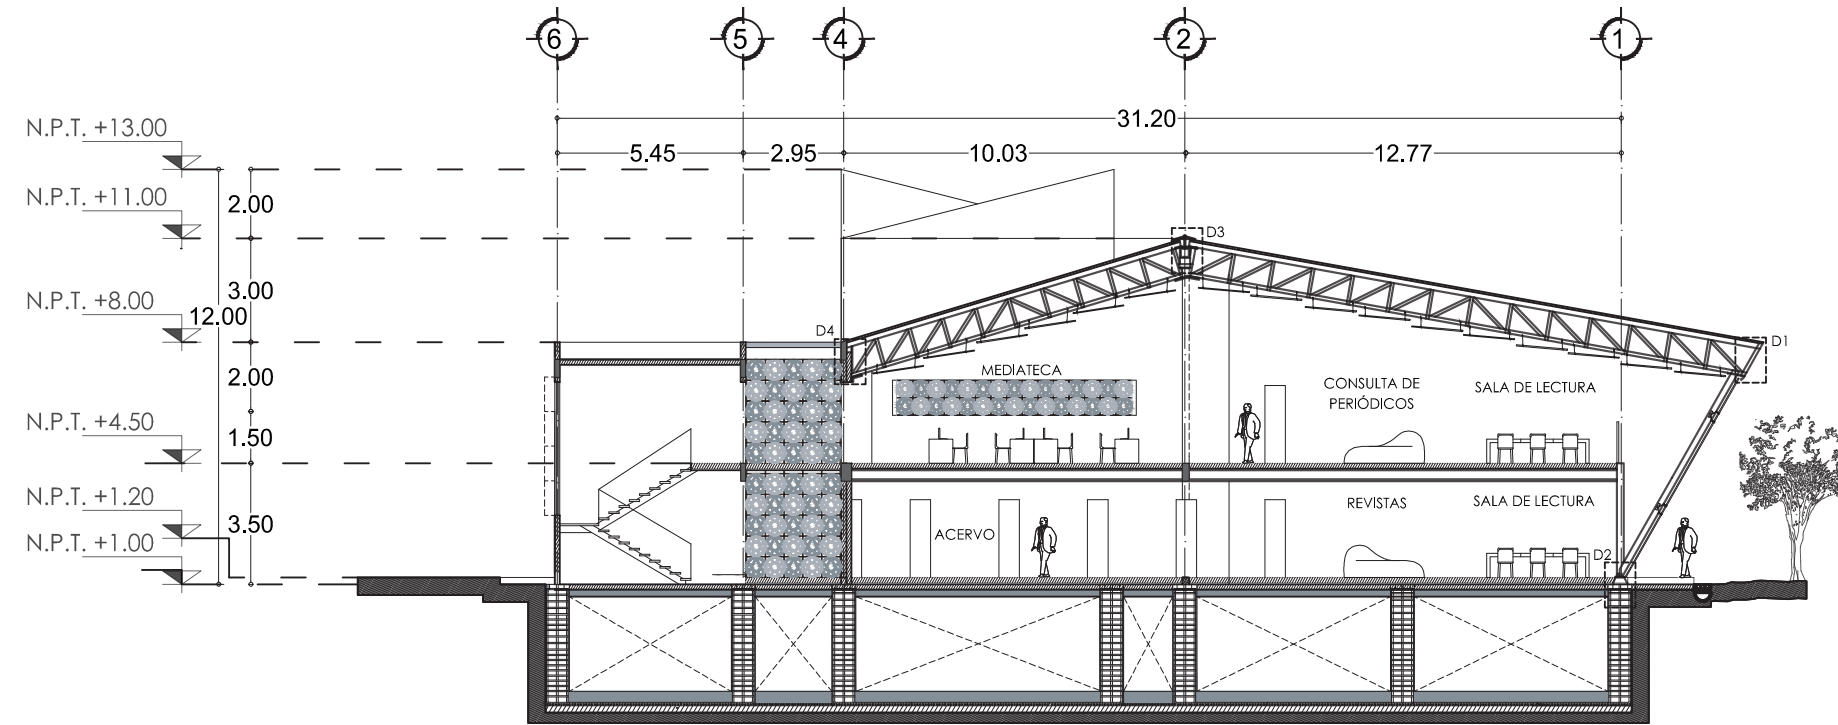 6 5 4 2 1
31.20
5.45 2.95 10.03 12.77
N.P.T. +13.00
N.P.T. +11.00
N.P.T. +8.00
N.P.T. +4.50
N.P.T. +1.20
N.P.T. +1.00
2.00
3.00
12.00
2.00
1.50
3.50
D3
D4
D1
MEDIATECA
CONSULTA DE
PERIÓDICOS
SALA DE LECTURA
ACERVO
REVISTAS
SALA DE LECTURA
D2